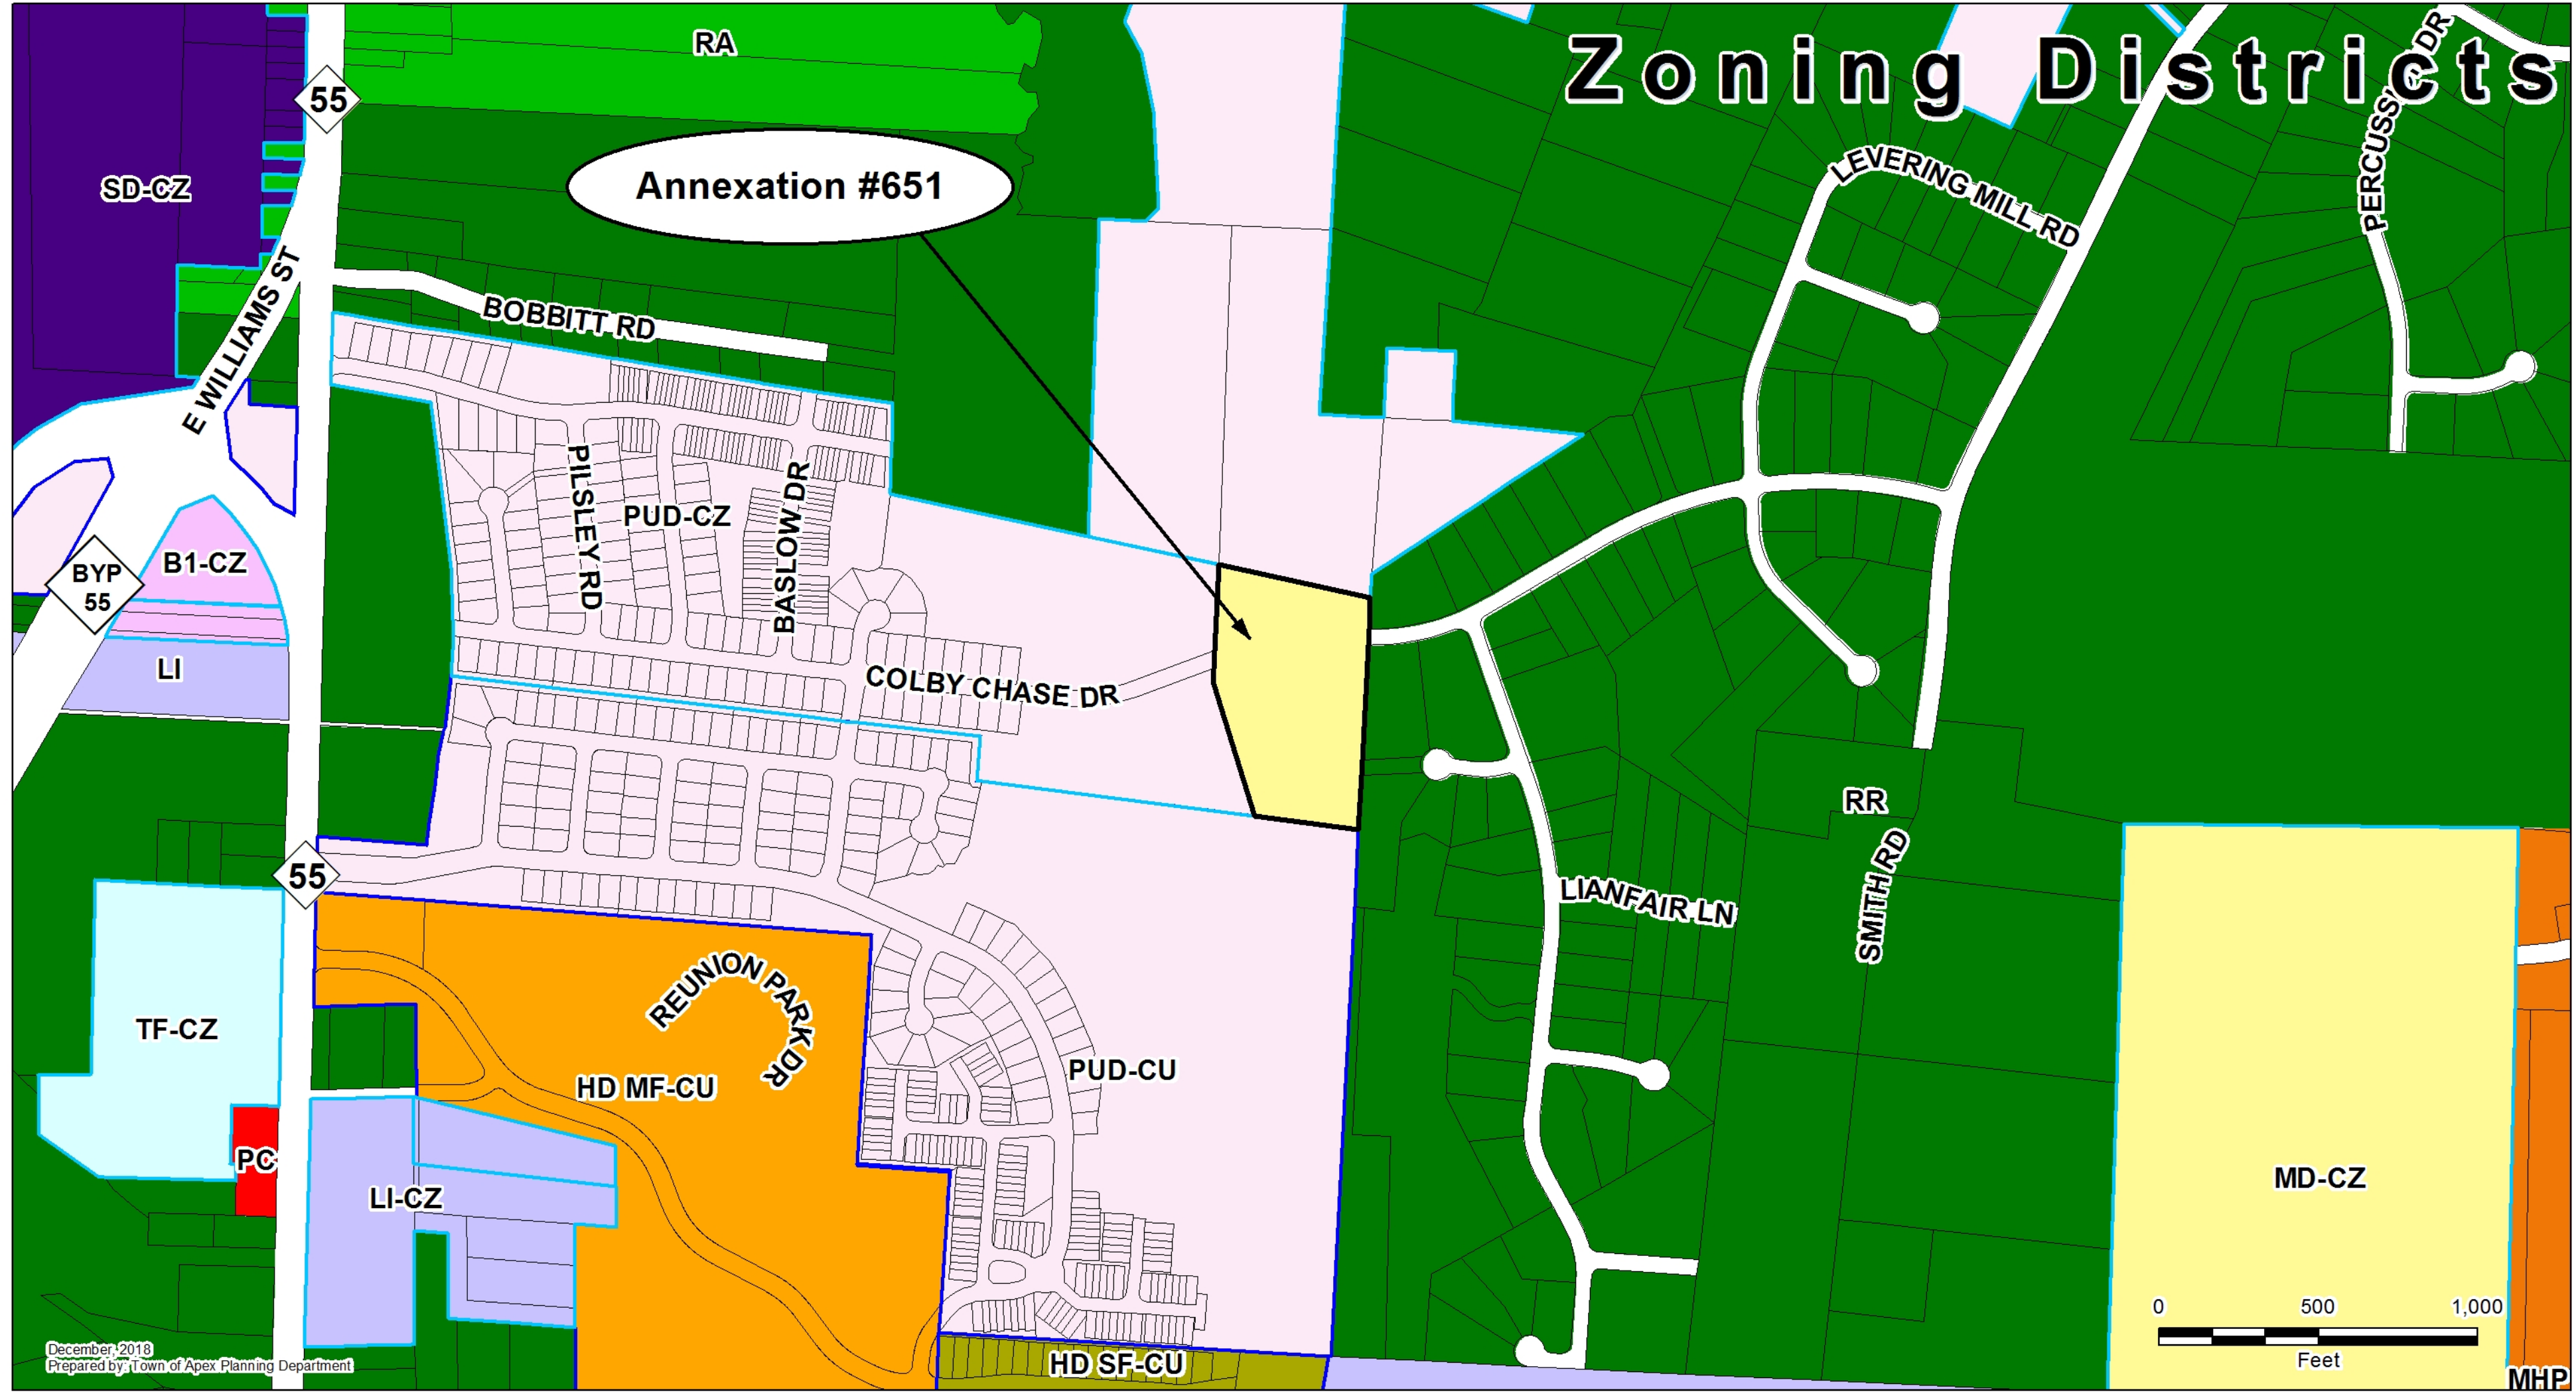 Zoning Districts
RA
55
PERCUSS
DR
Annexation #651
SD-CZ
LEVERING MILL RD
E WILLIAMS ST
BOBBITT RD
PILSLEY RD
PUD-CZ
BASLOW DR
B1-CZ
BYP
55
LI
COLBY CHASE DR
RR
SMITH RD
55
LIANFAIR LN
REUNION PARK DR
TF-CZ
HD MF-CU
PUD-CU
PC
LI-CZ
MD-CZ
0 500 1,000
Feet
December, 2018
Prepared by: Town of Apex Planning Department
HD SF-CU
MHP